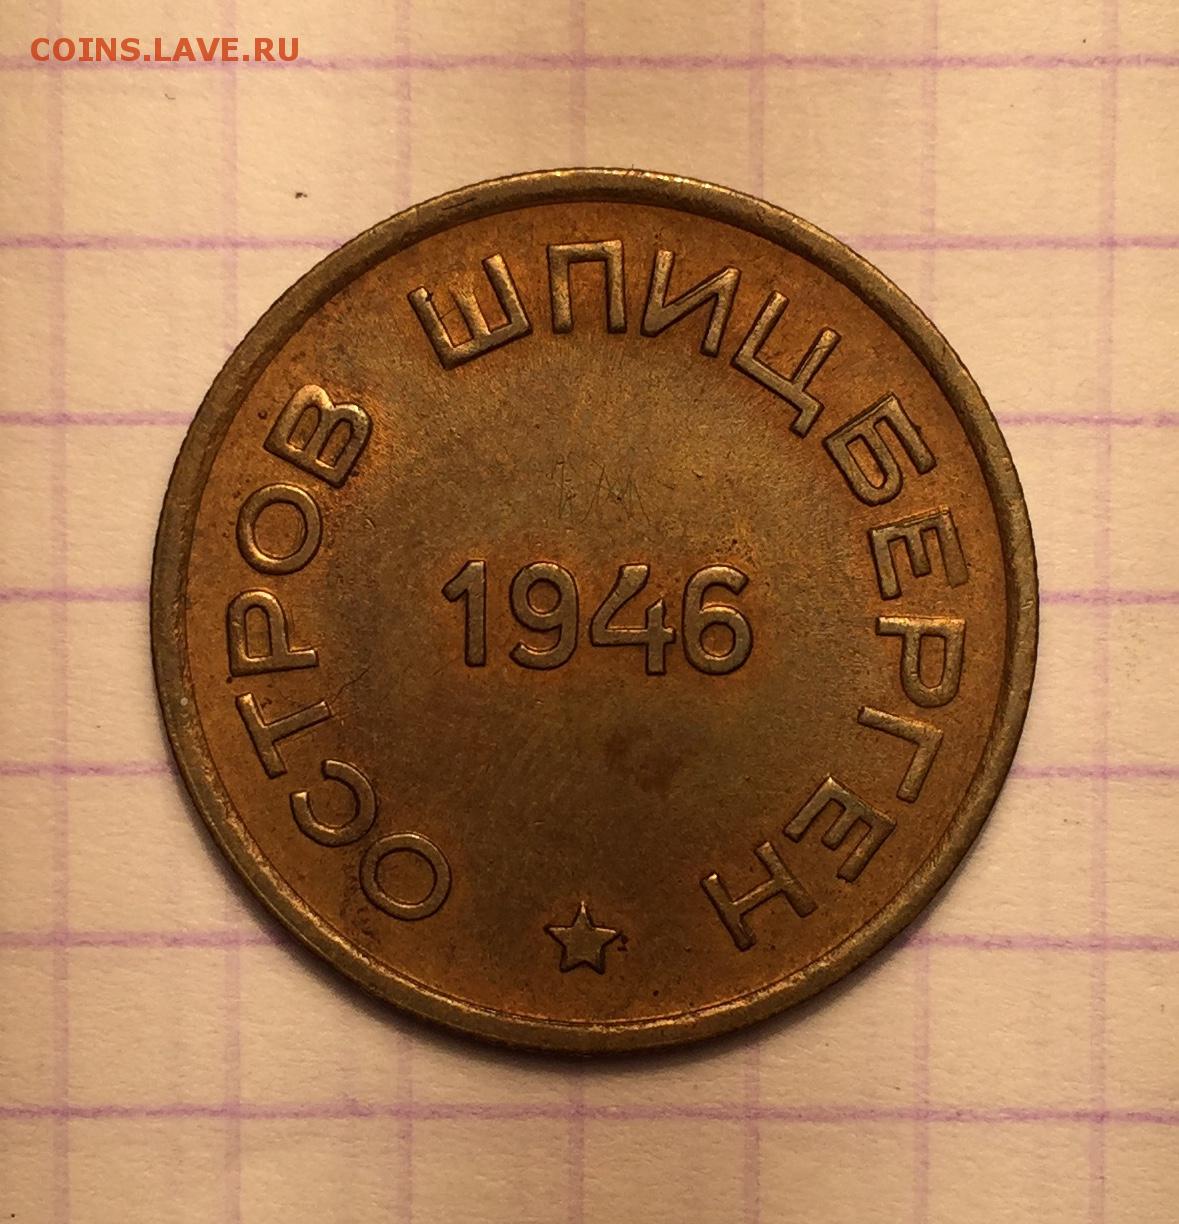 COINS.LAVE.RU
ОСТРОВ ШПИЦБЕРГЕН
1946